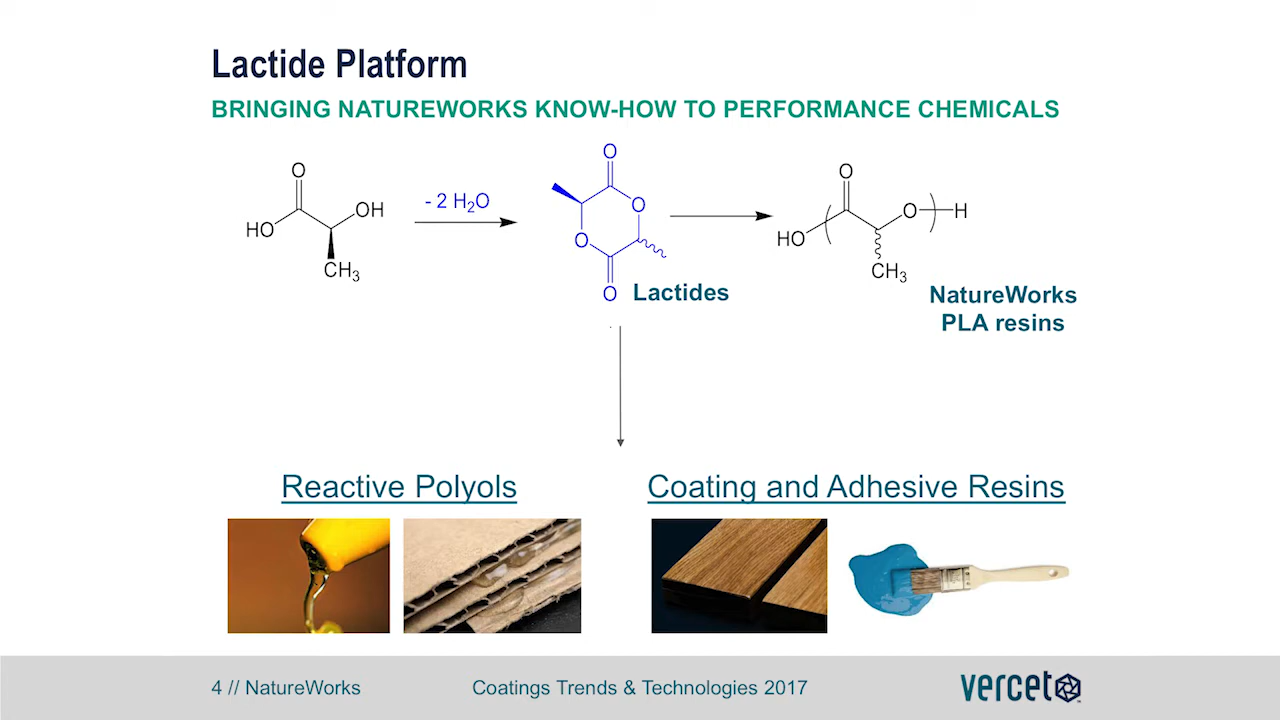 Lactide Platform
BRINGING NATUREWORKS KNOW-HOW TO PERFORMANCE CHEMICALS
O
OH
HO
CH₃
- 2 H₂O
O
O
O
O
Lactides
O
O
H
HO
CH₃
NatureWorks
PLA resins
Reactive Polyols
Coating and Adhesive Resins
4 // NatureWorks
Coatings Trends & Technologies 2017
verceto™